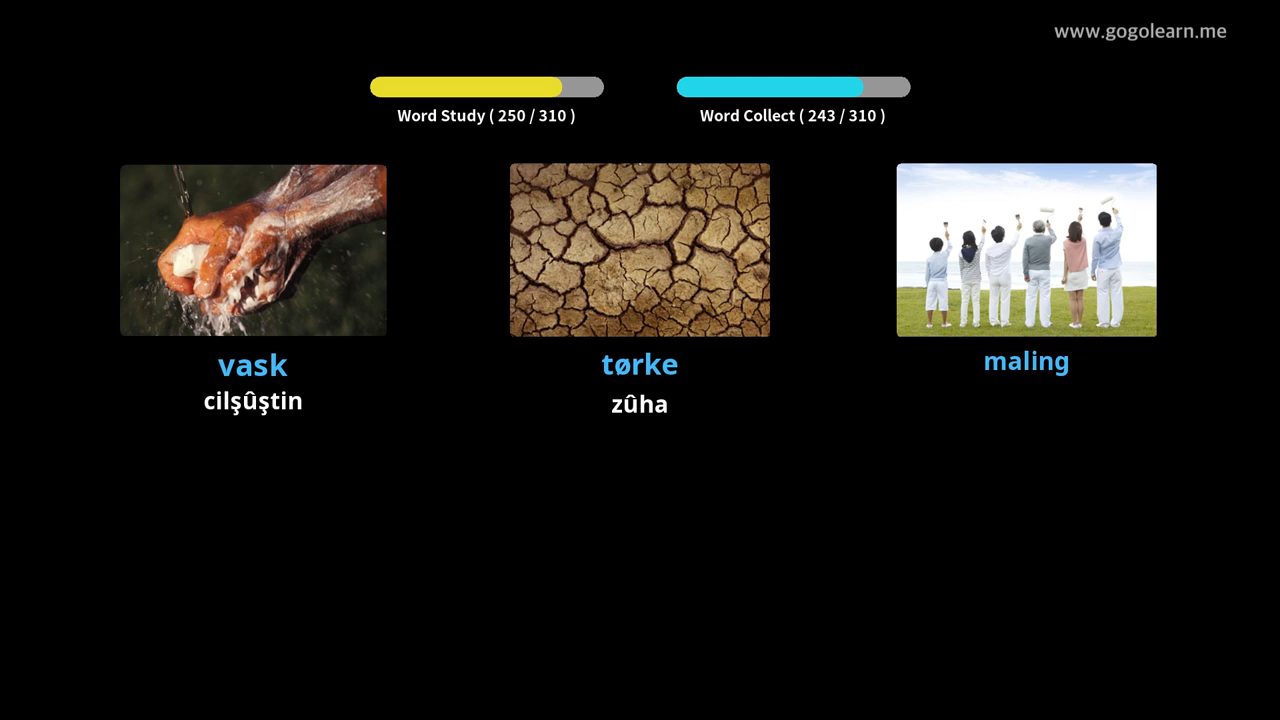 www.gogolearn.me
Word Study ( 250 / 310 )
Word Collect ( 243 / 310 )
vask
cilşûştin
tørke
zûha
maling